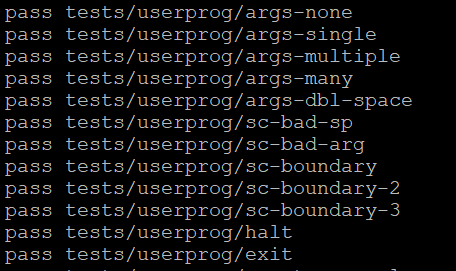 pass tests/userprog/args-none
pass tests/userprog/args-single
pass tests/userprog/args-multiple
pass tests/userprog/args-many
pass tests/userprog/args-dbl-space
pass tests/userprog/sc-bad-sp
pass tests/userprog/sc-bad-arg
pass tests/userprog/sc-boundary
pass tests/userprog/sc-boundary-2
pass tests/userprog/sc-boundary-3
pass tests/userprog/halt
pass tests/userprog/exit